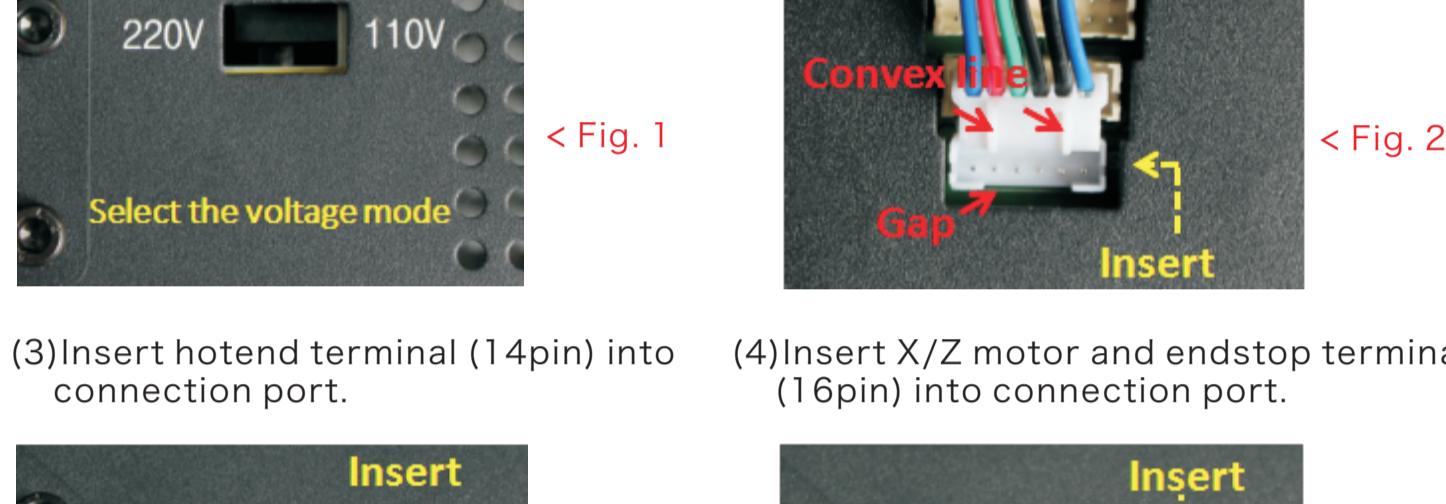 220V 110V
Select the voltage mode
< Fig. 1
Convex line
Gap
Insert
< Fig. 2
(3)Insert hotend terminal (14pin) into
connection port.
(4)Insert X/Z motor and endstop
(16pin) into connection port.
Insert
Insert